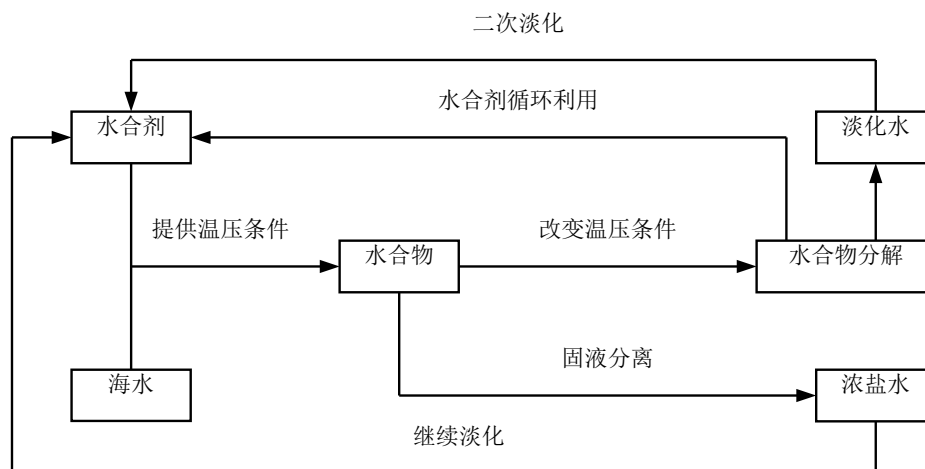 二次淡化
水合剂循环利用
水合剂
淡化水
提供温压条件
改变温压条件
水合物
水合物分解
固液分离
海水
浓盐水
继续淡化